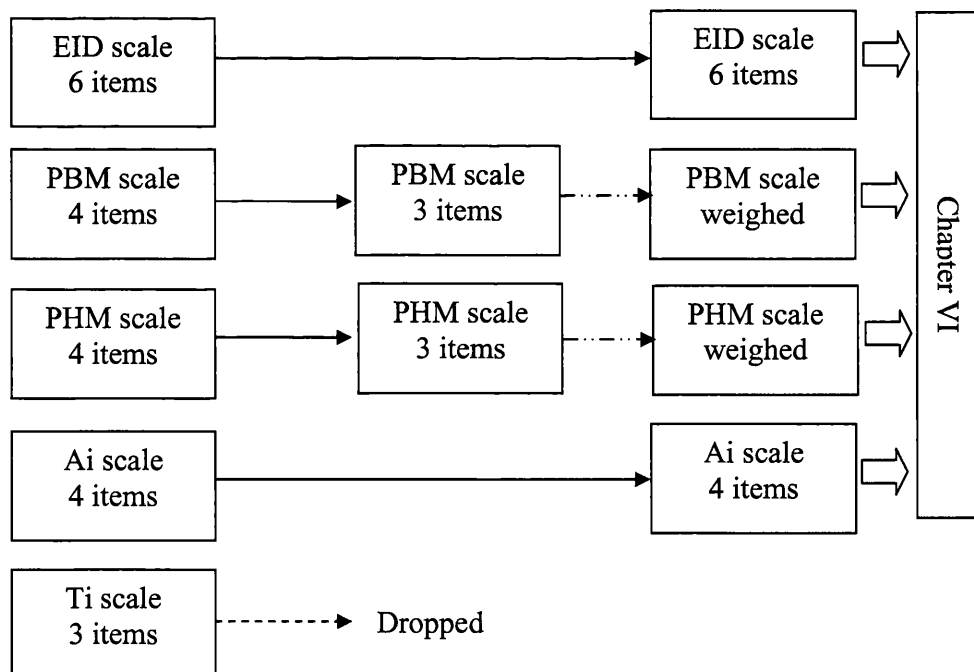 EID scale
6 items
EID scale
6 items
PBM scale
4 items
PBM scale
3 items
PBM scale
weighed
PHM scale
4 items
PHM scale
3 items
PHM scale
weighed
Ai scale
4 items
Ai scale
4 items
Ti scale
3 items
Dropped
Chapter VI